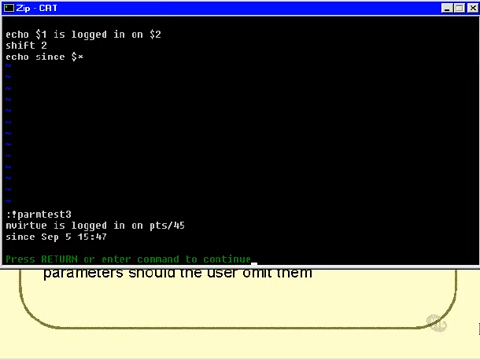 Zip - CAT
echo $1 is logged in on $2
shift 2
echo since $*
~
~
~
~
~
~
~
~
~
~
~
~
:!parmtest3
nvirtue is logged in on pts/45
since Sep 5 15:47
Press RETURN or enter command to continue
parameters should the user omit them